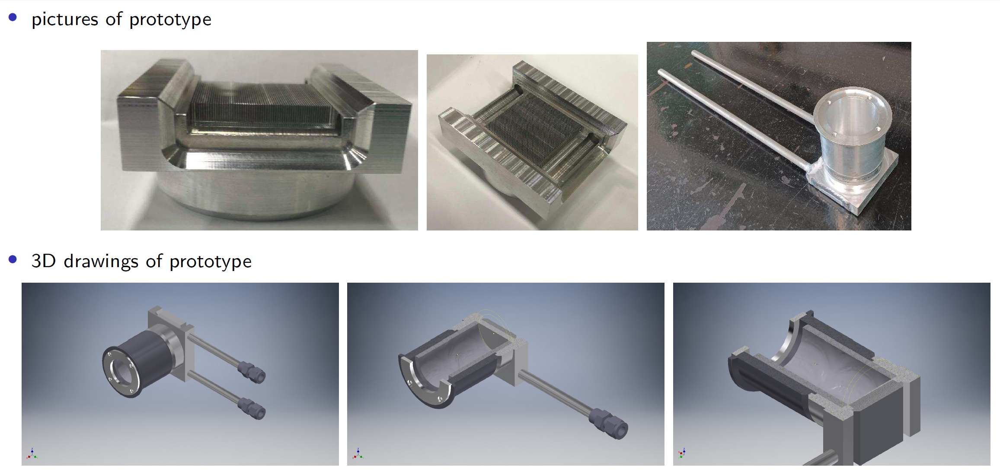 pictures of prototype
3D drawings of prototype